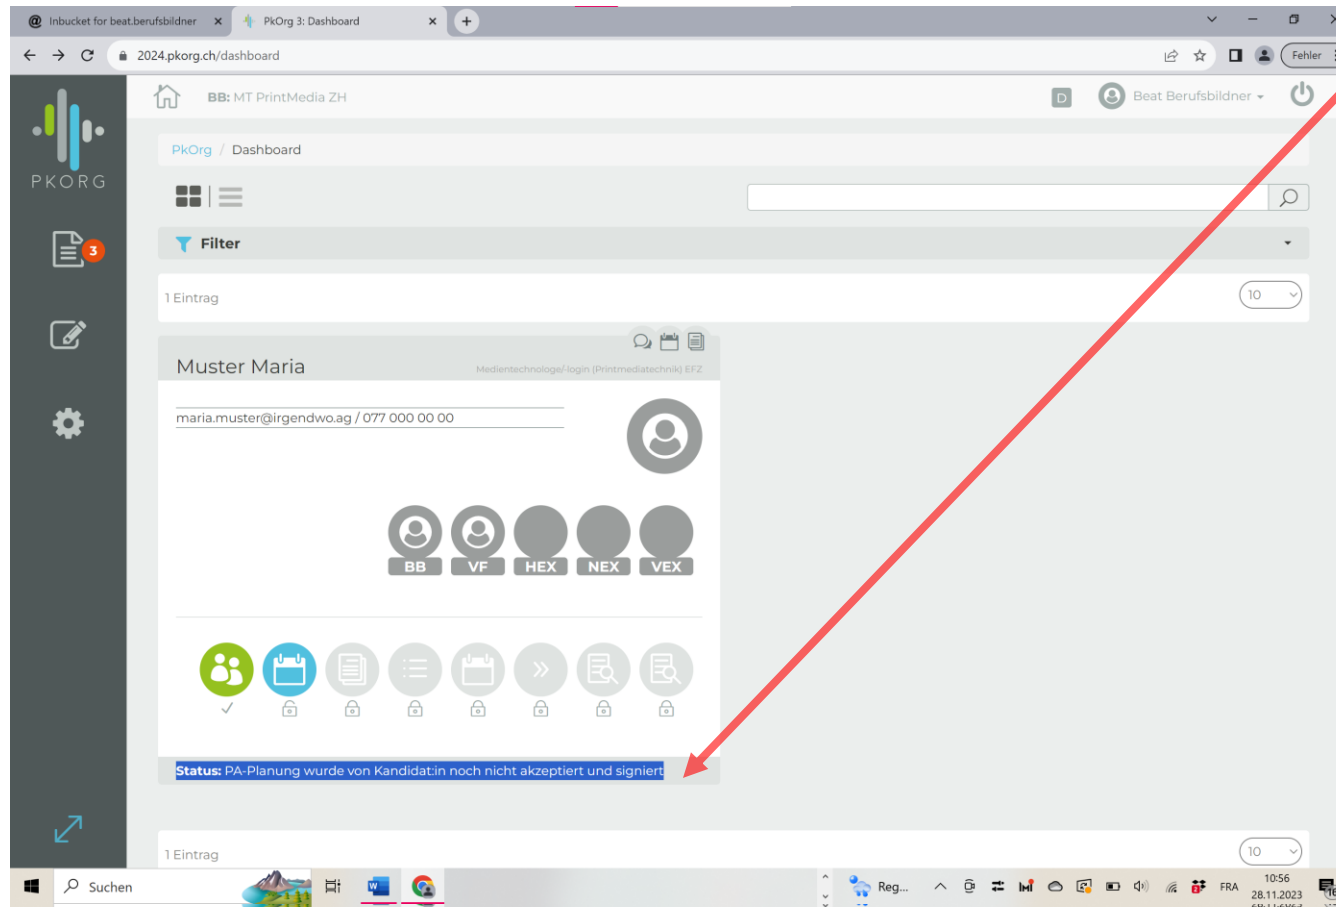 @ Inbucket for beat.berufsbildner x
PkOrg 3: Dashboard x +
2024.pkorg.ch/dashboard
Fehler
BB: MT PrintMedia ZH
D
Beat Berufsbildner
PKORG
PkOrg / Dashboard
Filter
3
1 Eintrag
10
Muster Maria
Medientechnologe/-login (Printmediatechnik) EFZ
maria.muster@irgendwo.ag / 077 000 00 00
BB VF HEX NEX VEX
Status: PA-Planung wurde von Kandidat:in noch nicht akzeptiert und signiert
1 Eintrag
10
Suchen
Reg...
FRA
10:56
28.11.2023